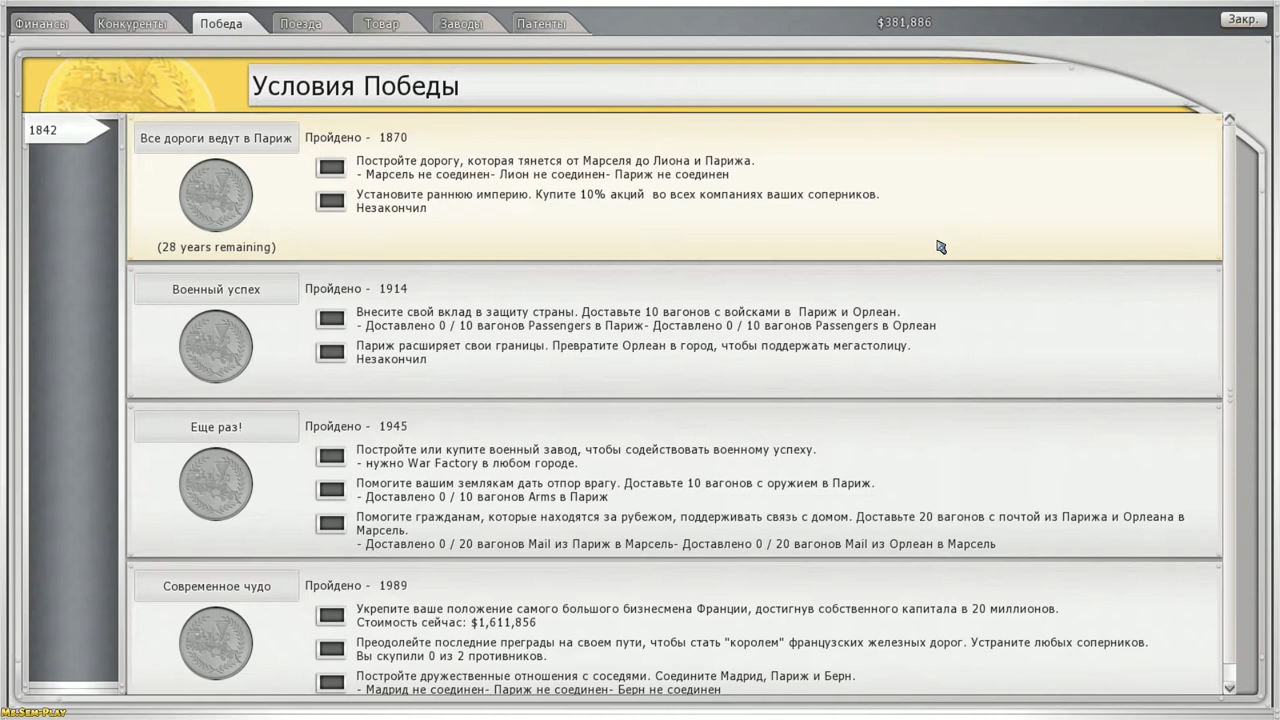 Финансы Конкуренты Победа Поезда Товар Заводы Патенты $381,886 Закр.
Условия Победы
1842
Все дороги ведут в Париж
Пройдено - 1870
Постройте дорогу, которая тянется от Марселя до Лиона и Парижа.
- Марсель не соединен- Лион не соединен- Париж не соединен
Установите раннюю империю. Купите 10% акций во всех компаниях ваших соперников.
Незакончил
(28 years remaining)
Военный успех
Пройдено - 1914
Внесите свой вклад в защиту страны. Доставьте 10 вагонов с войсками в Париж и Орлеан.
- Доставлено 0 / 10 вагонов Passengers в Париж- Доставлено 0 / 10 вагонов Passengers в Орлеан
Париж расширяет свои границы. Превратите Орлеан в город, чтобы поддержать мегастолицу.
Незакончил
Еще раз!
Пройдено - 1945
Постройте или купите военный завод, чтобы содействовать военному успеху.
- нужно War Factory в любом городе.
Помогите вашим землякам дать отпор врагу. Доставьте 10 вагонов с оружием в Париж.
- Доставлено 0 / 10 вагонов Arms в Париж
Помогите гражданам, которые находятся за рубежом, поддерживать связь с домом. Доставьте 20 вагонов с почтой из Парижа и Орлеана в
Марсель.
- Доставлено 0 / 20 вагонов Mail из Париж в Марсель- Доставлено 0 / 20 вагонов Mail из Орлеан в Марсель
Современное чудо
Пройдено - 1989
Укрепите ваше положение самого большого бизнесмена Франции, достигнув собственного капитала в 20 миллионов.
Стоимость сейчас: $1,611,856
Преодолейте последние преграды на своем пути, чтобы стать "королем" французских железных дорог. Устраните любых соперников.
Вы скупили 0 из 2 противников.
Постройте дружественные отношения с соседями. Соедините Мадрид, Париж и Берн.
- Мадрид не соединен- Париж не соединен- Берн не соединен
Mr.Sem-Play